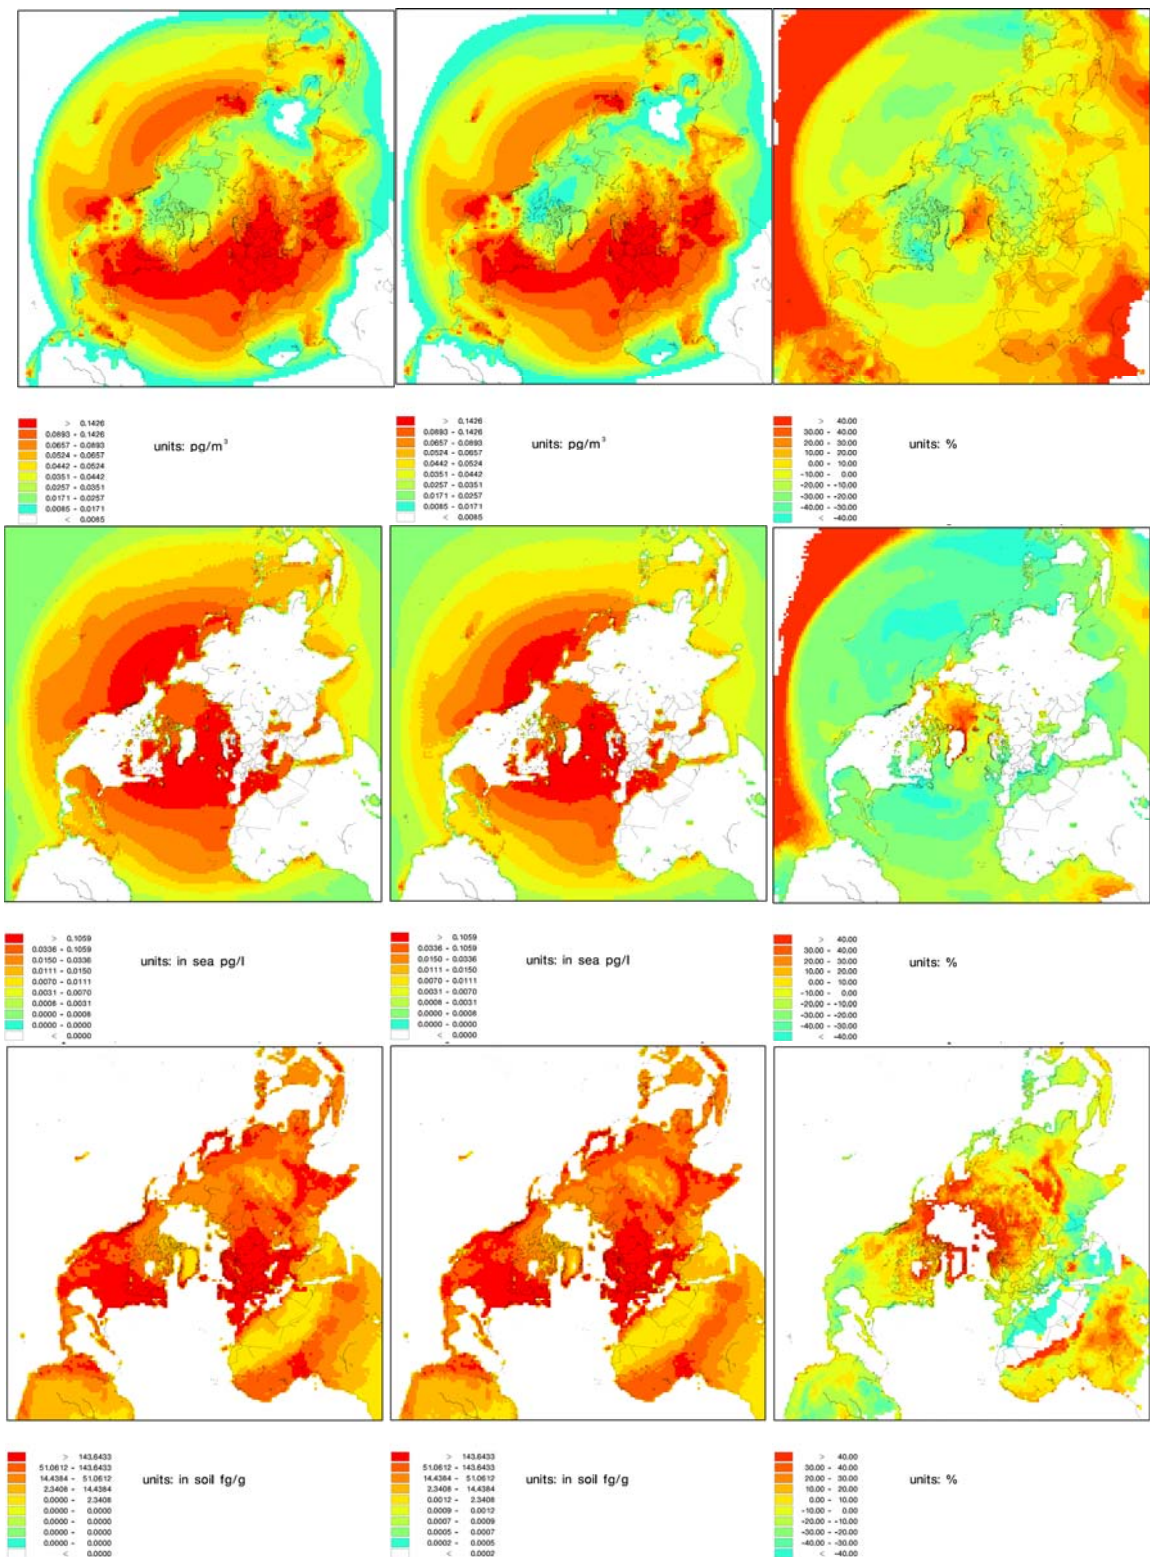 > 0.1426
0.0893 - 0.1426
0.0657 - 0.0893
0.0524 - 0.0657
0.0442 - 0.0524
0.0351 - 0.0442
0.0257 - 0.0351
0.0171 - 0.0257
0.0085 - 0.0171
< 0.0085
units: pg/m³
> 0.1426
0.0893 - 0.1426
0.0657 - 0.0893
0.0524 - 0.0657
0.0442 - 0.0524
0.0351 - 0.0442
0.0257 - 0.0351
0.0171 - 0.0257
0.0085 - 0.0171
< 0.0085
units: pg/m³
> 40.00
30.00 - 40.00
20.00 - 30.00
10.00 - 20.00
0.00 - 10.00
-10.00 - 0.00
-20.00 - -10.00
-30.00 - -20.00
-40.00 - -30.00
< -40.00
units: %
> 0.1059
0.0336 - 0.1059
0.0150 - 0.0336
0.0111 - 0.0150
0.0070 - 0.0111
0.0031 - 0.0070
0.0008 - 0.0031
0.0000 - 0.0008
0.0000 - 0.0000
< 0.0000
units: in sea pg/l
> 0.1059
0.0336 - 0.1059
0.0150 - 0.0336
0.0111 - 0.0150
0.0070 - 0.0111
0.0031 - 0.0070
0.0008 - 0.0031
0.0000 - 0.0008
0.0000 - 0.0000
< 0.0000
units: in sea pg/l
> 40.00
30.00 - 40.00
20.00 - 30.00
10.00 - 20.00
0.00 - 10.00
-10.00 - 0.00
-20.00 - -10.00
-30.00 - -20.00
-40.00 - -30.00
< -40.00
units: %
> 143.6433
51.0612 - 143.6433
14.4384 - 51.0612
2.3408 - 14.4384
0.0000 - 2.3408
0.0000 - 0.0000
0.0000 - 0.0000
0.0000 - 0.0000
0.0000 - 0.0000
< 0.0000
units: in soil fg/g
> 143.6433
51.0612 - 143.6433
14.4384 - 51.0612
2.3408 - 14.4384
0.0012 - 2.3408
0.0009 - 0.0012
0.0007 - 0.0009
0.0005 - 0.0007
0.0002 - 0.0005
< 0.0002
units: in soil fg/g
> 40.00
30.00 - 40.00
20.00 - 30.00
10.00 - 20.00
0.00 - 10.00
-10.00 - 0.00
-20.00 - -10.00
-30.00 - -20.00
-40.00 - -30.00
< -40.00
units: %